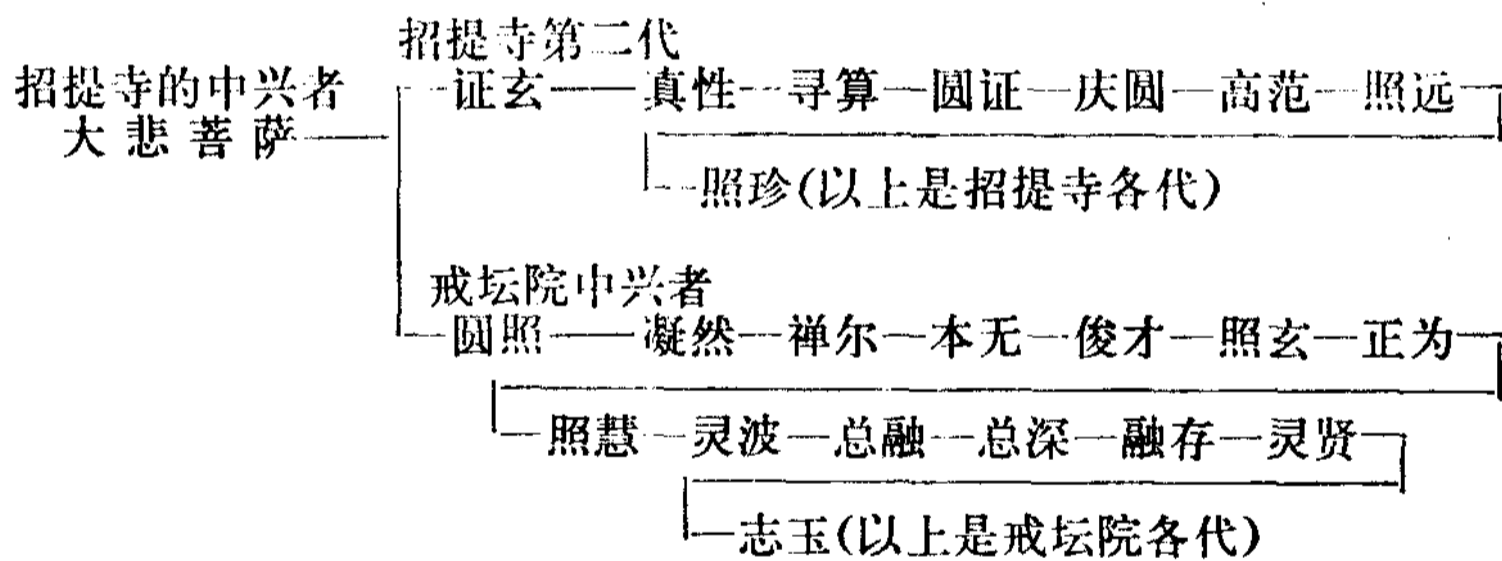 招提寺第二代
招提寺的中兴者
证玄——真性—寻算—圆证—庆圆—高范—照远
大悲菩萨
照珍(以上是招提寺各代)
戒坛院中兴者
圆照——凝然—禅尔—本无—俊才—照玄—正为
照慧—灵波—总融—总深—融存—灵贤
志玉(以上是戒坛院各代)